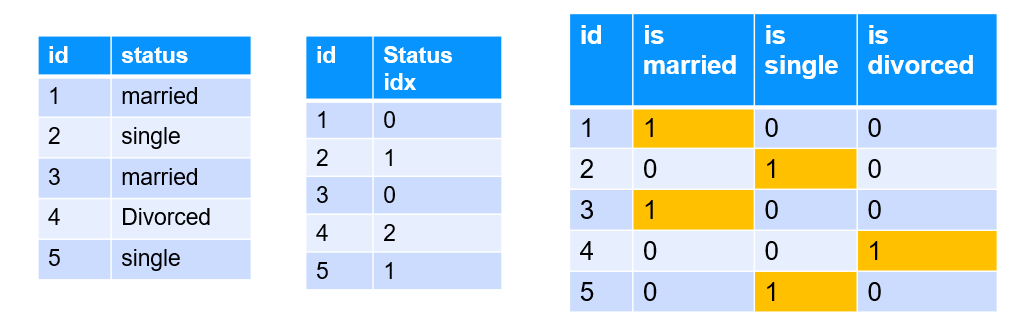 id status
1 married
2 single
3 married
4 Divorced
5 single
id Status
idx
1 0
2 1
3 0
4 2
5 1
id is is is
married single divorced
1 1 0 0
2 0 1 0
3 1 0 0
4 0 0 1
5 0 1 0